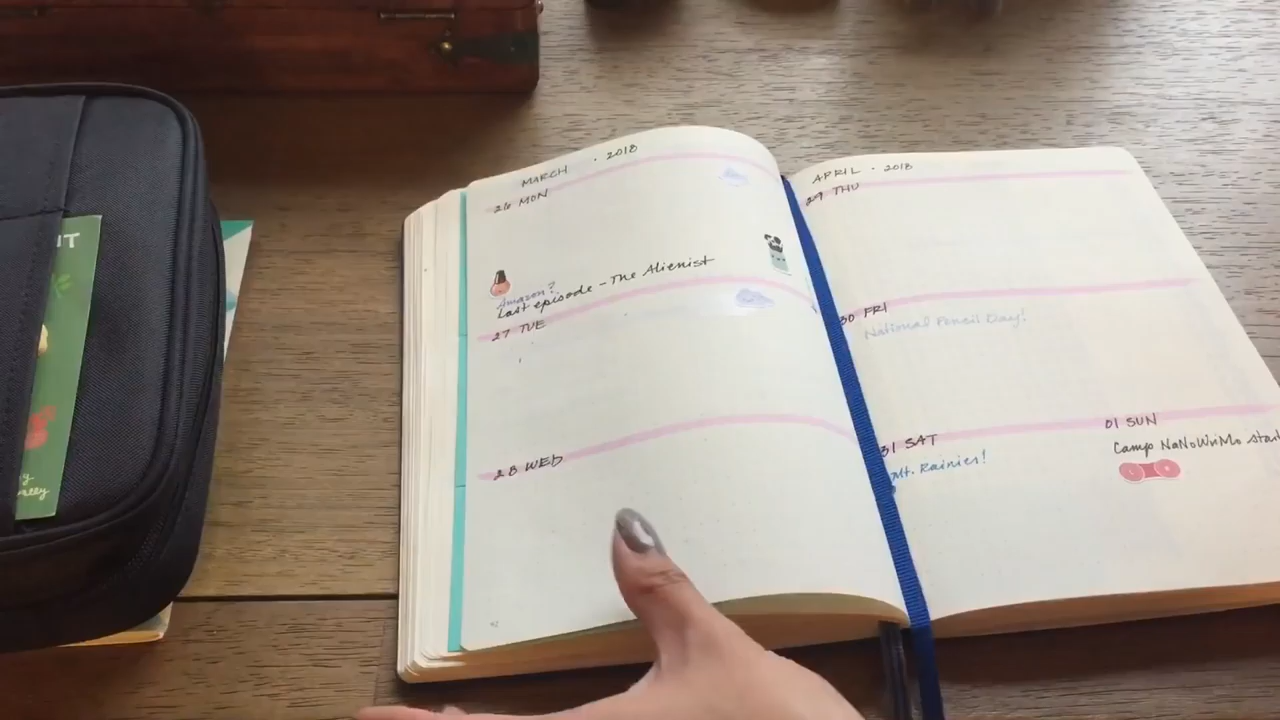 MARCH · 2018
26 MON
Amazon?
Last episode - The Alienist
27 TUE
28 WED
APRIL · 2018
29 THU
30 FRI
National Pencil Day!
31 SAT
Mt. Rainier!
01 SUN
Camp NaNoWriMo star